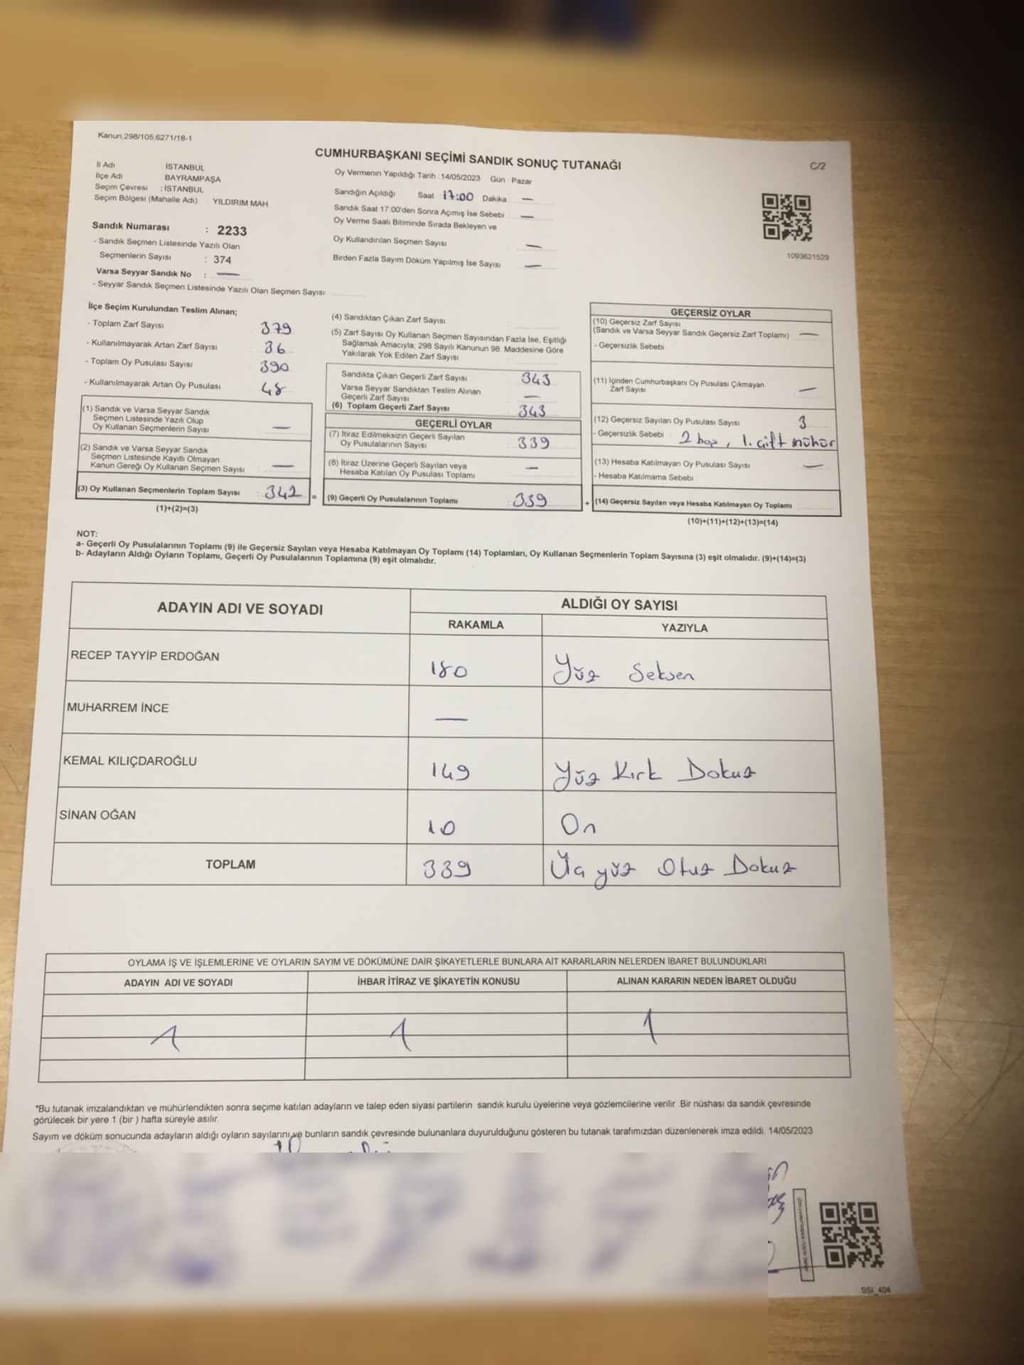 Kanun,298/105,6271/18-1
CUMHURBAŞKANI SEÇİMİ SANDIK SONUÇ TUTANAĞI
C/2
İl Adı İSTANBUL
İlçe Adı BAYRAMPAŞA
Seçim Çevresi : İSTANBUL
Seçim Bölgesi (Mahalle Adı) YILDIRIM MAH
Sandık Numarası : 2233
- Sandık Seçmen Listesinde Yazılı Olan
Seçmenlerin Sayısı : 374
Varsa Seyyar Sandık No : —
- Seyyar Sandık Seçmen Listesinde Yazılı Olan Seçmen Sayısı
Oy Vermenin Yapıldığı Tarih :14/05/2023 Gün Pazar
Sandığın Açıldığı Saat 17:00 Dakika —
Sandık Saat 17:00'den Sonra Açımış İse Sebebi —
Oy Verme Saati Bitiminde Sırada Bekleyen ve
Oy Kullandırılan Seçmen Sayısı —
Birden Fazla Sayım Döküm Yapılmış İse Sayısı —
1093621529
İlçe Seçim Kurulundan Teslim Alınan;
- Toplam Zarf Sayısı 379
- Kullanılmayarak Artan Zarf Sayısı 36
- Toplam Oy Pusulası Sayısı 390
- Kullanılmayarak Artan Oy Pusulası 48
(1) Sandık ve Varsa Seyyar Sandık
Seçmen Listesinde Yazılı Olup
Oy Kullanan Seçmenlerin Sayısı —
(2) Sandık ve Varsa Seyyar Sandık
Seçmen Listesinde Kayıtlı Olmayan
Kanun Gereği Oy Kullanan Seçmen Sayısı —
(3) Oy Kullanan Seçmenlerin Toplam Sayısı : 342 =
(1)+(2)=(3)
(4) Sandıktan Çıkan Zarf Sayısı
(5) Zarf Sayısı Oy Kullanan Seçmen Sayısından Fazla İse, Eşitliği
Sağlamak Amacıyla, 298 Sayılı Kanunun 98. Maddesine Göre
Yakılarak Yok Edilen Zarf Sayısı
Sandıkta Çıkan Geçerli Zarf Sayısı 343
Varsa Seyyar Sandıktan Teslim Alınan
Geçerli Zarf Sayısı —
(6) Toplam Geçerli Zarf Sayısı 343
GEÇERLİ OYLAR
(7) İtiraz Edilmeksizin Geçerli Sayılan
Oy Pusulalarının Sayısı 339
(8) İtiraz Üzerine Geçerli Sayılan veya
Hesaba Katılan Oy Pusulası Toplamı —
(9) Geçerli Oy Pusulalarının Toplamı 339 +
GEÇERSİZ OYLAR
(10) Geçersiz Zarf Sayısı
(Sandık ve Varsa Seyyar Sandık Geçersiz Zarf Toplamı) —
- Geçersizlik Sebebi
(11) İçinden Cumhurbaşkanı Oy Pusulası Çıkmayan
Zarf Sayısı —
(12) Geçersiz Sayılan Oy Pusulası Sayısı 3
- Geçersizlik Sebebi 2 boş, 1. çift mühür
(13) Hesaba Katılmayan Oy Pusulası Sayısı —
- Hesaba Katılmama Sebebi
(14) Geçersiz Sayılan veya Hesaba Katılmayan Oy Toplamı
(10)+(11)+(12)+(13)=(14)
NOT:
a- Geçerli Oy Pusulalarının Toplamı (9) ile Geçersiz Sayılan veya Hesaba Katılmayan Oy Toplamı (14) Toplamları, Oy Kullanan Seçmenlerin Toplam Sayısına (3) eşit olmalıdır. (9)+(14)=(3)
b- Adayların Aldığı Oyların Toplamı, Geçerli Oy Pusulalarının Toplamına (9) eşit olmalıdır.
ADAYIN ADI VE SOYADI
ALDIĞI OY SAYISI
RAKAMLA YAZIYLA
RECEP TAYYİP ERDOĞAN 180 Yüz Seksen
MUHARREM İNCE —
KEMAL KILIÇDAROĞLU 149 Yüz Kırk Dokuz
SİNAN OĞAN 10 On
TOPLAM 339 Üç yüz Otuz Dokuz
OYLAMA İŞ VE İŞLEMLERİNE VE OYLARIN SAYIM VE DÖKÜMÜNE DAİR ŞİKAYETLERLE BUNLARA AİT KARARLARIN NELERDEN İBARET BULUNDUKLARI
ADAYIN ADI VE SOYADI İHBAR İTİRAZ VE ŞİKAYETİN KONUSU ALINAN KARARIN NEDEN İBARET OLDUĞU
*Bu tutanak imzalandıktan ve mühürlendikten sonra seçime katılan adayların ve talep eden siyasi partilerin sandık kurulu üyelerine veya gözlemcilerine verilir. Bir nüshası da sandık çevresinde
görülecek bir yere 1 (bir) hafta süreyle asılır.
Sayım ve döküm sonucunda adayların aldığı oyların sayılarını ve bunların sandık çevresinde bulunanlara duyurulduğunu gösteren bu tutanak tarafımızdan düzenlenerek imza edildi. 14/05/2023